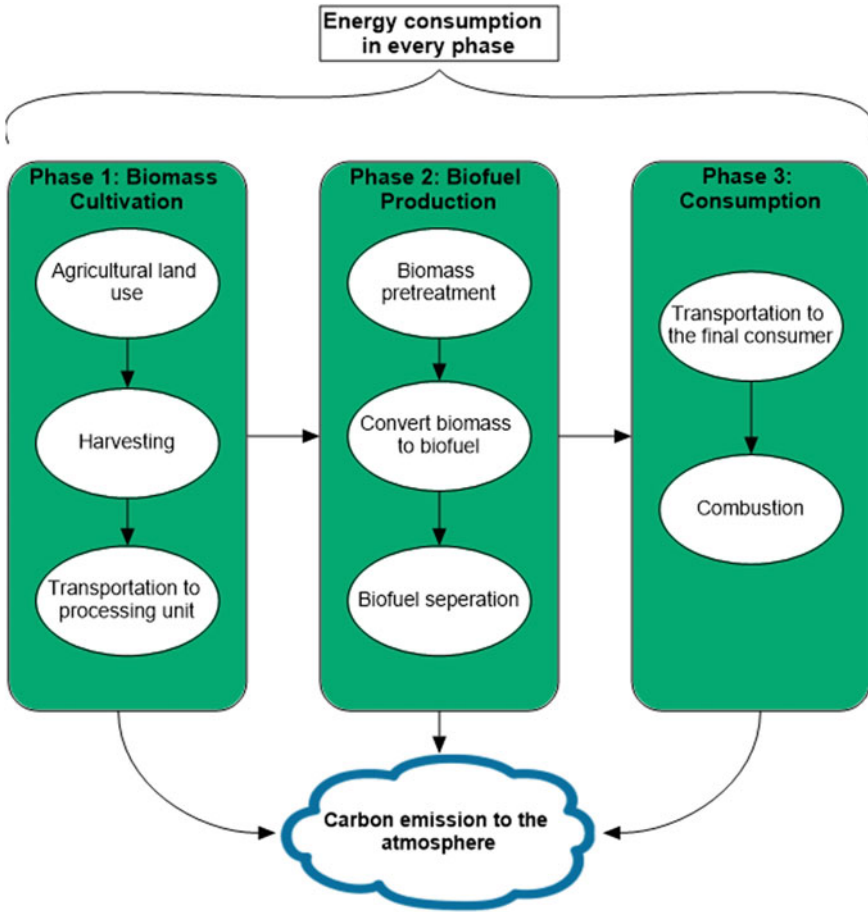 Energy consumption
in every phase
Phase 1: Biomass
Cultivation
Agricultural land
use
Harvesting
Transportation to
processing unit
Phase 2: Biofuel
Production
Biomass
pretreatment
Convert biomass
to biofuel
Biofuel seperation
Phase 3:
Consumption
Transportation to
the final consumer
Combustion
Carbon emission to the
atmosphere